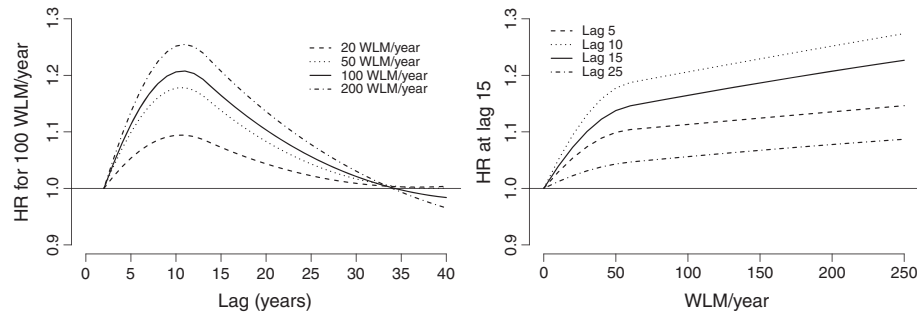 HR for 100 WLM/year
1.3
1.2
1.1
1.0
0.9
20 WLM/year
50 WLM/year
100 WLM/year
200 WLM/year
0 5 10 15 20 25 30 35 40
Lag (years)
HR at lag 15
1.3
1.2
1.1
1.0
0.9
Lag 5
Lag 10
Lag 15
Lag 25
0 50 100 150 200 250
WLM/year